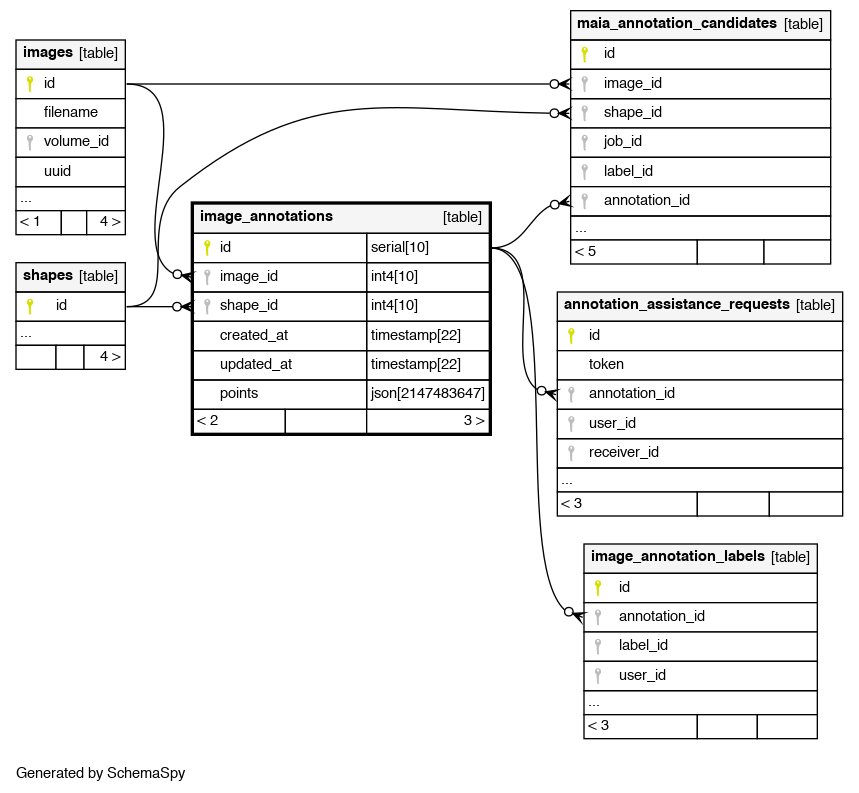 images [table]
id
filename
volume_id
uuid
...
< 1 4 >
shapes [table]
id
...
4 >
image_annotations [table]
id serial[10]
image_id int4[10]
shape_id int4[10]
created_at timestamp[22]
updated_at timestamp[22]
points json[2147483647]
< 2 3 >
maia_annotation_candidates [table]
id
image_id
shape_id
job_id
label_id
annotation_id
...
< 5
annotation_assistance_requests [table]
id
token
annotation_id
user_id
receiver_id
...
< 3
image_annotation_labels [table]
id
annotation_id
label_id
user_id
...
< 3
Generated by SchemaSpy